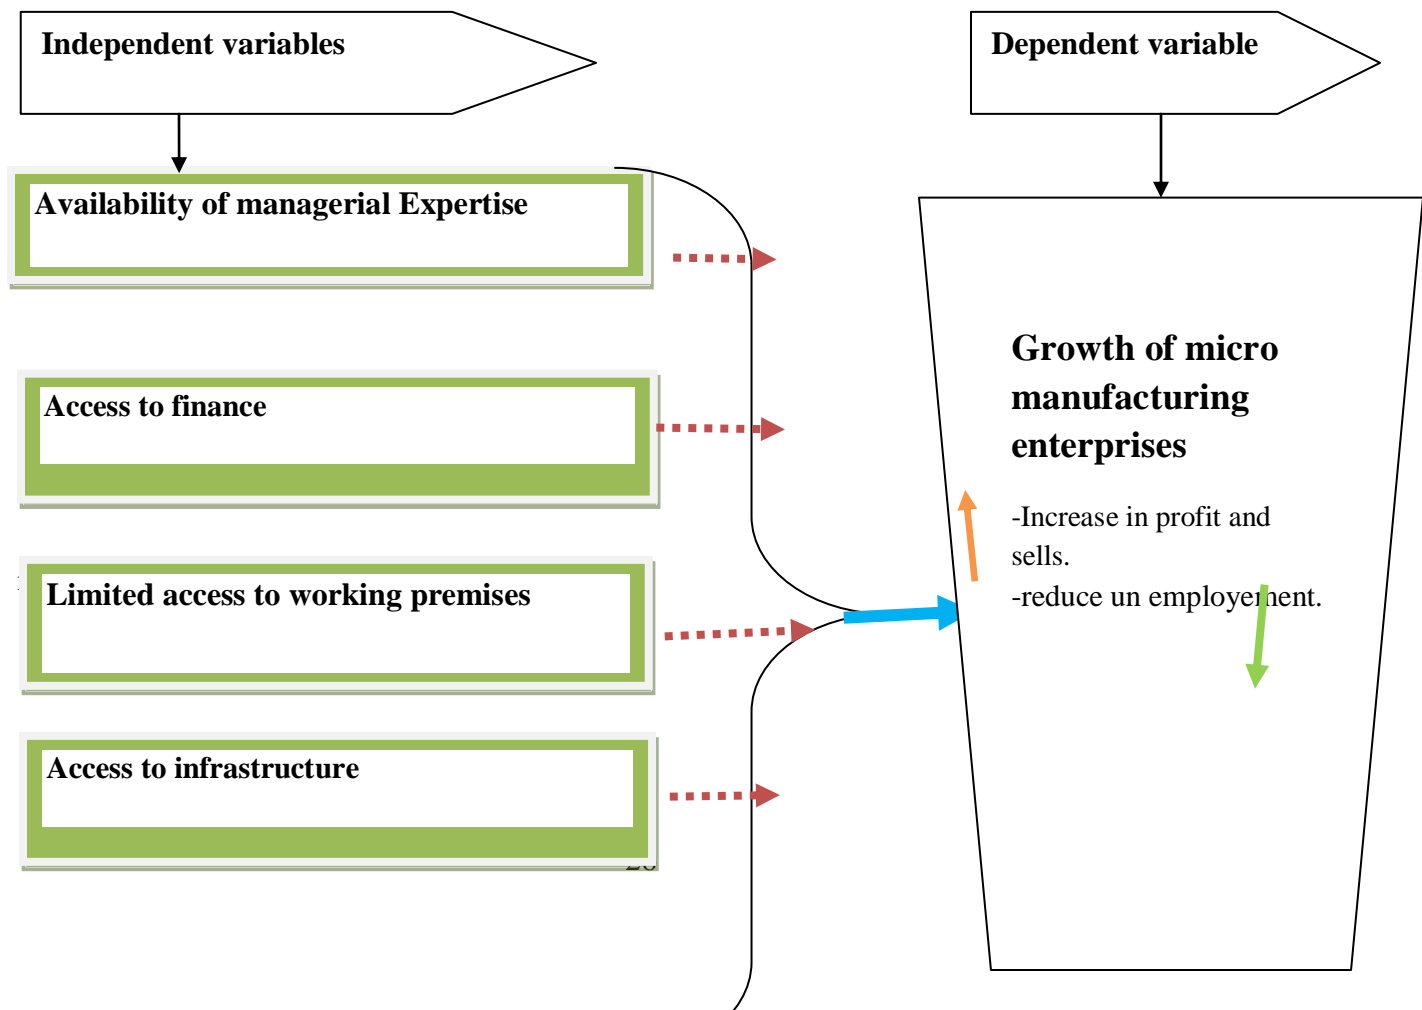 Independent variables
Dependent variable
Availability of managerial Expertise
Access to finance
Limited access to working premises
Access to infrastructure
Growth of micro
manufacturing
enterprises
-Increase in profit and
sells.
-reduce un employement.